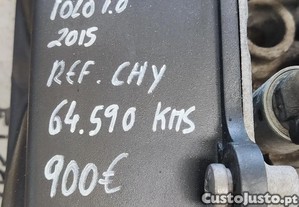 POLO 1.0
2015
REF. CHY
64.590 KMS
900€
CustoJusto.pt